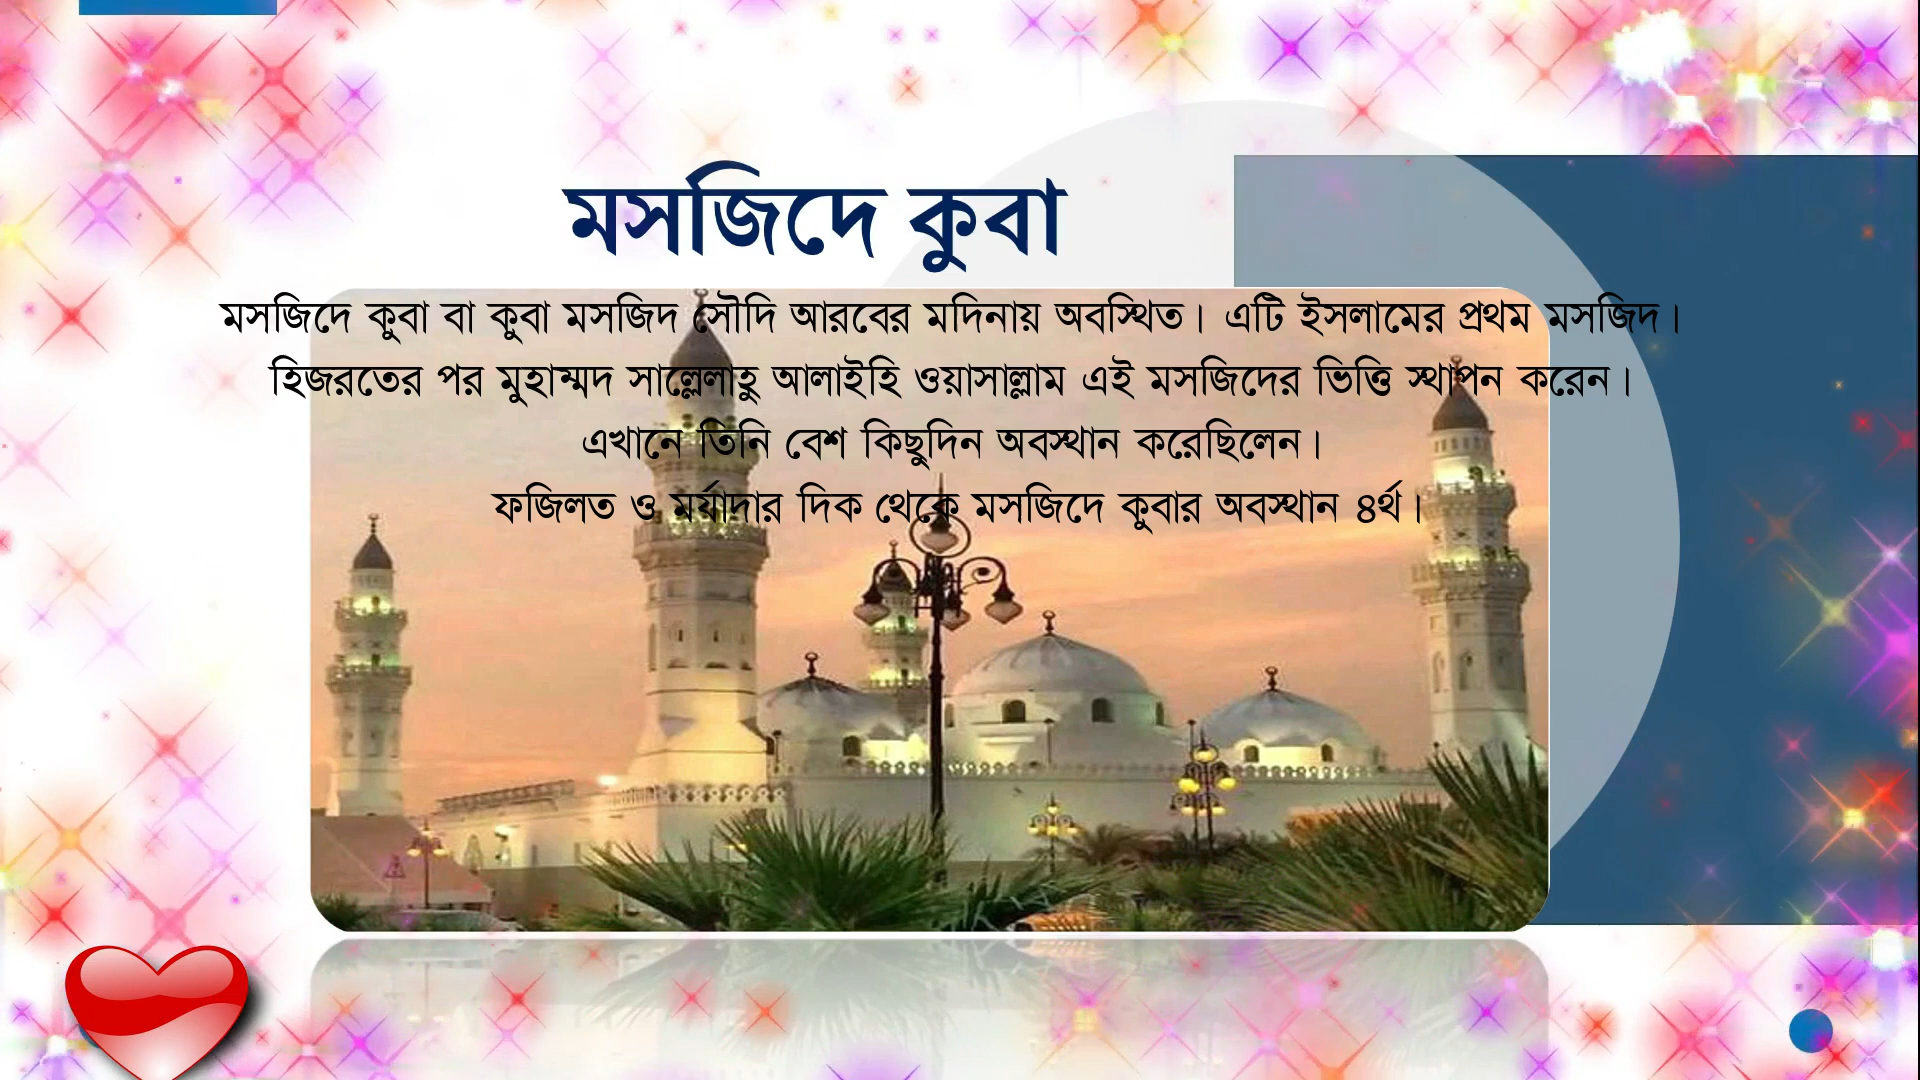 মসজিদে কুবা
মসজিদে কুবা বা কুবা মসজিদ সৌদি আরবের মদিনায় অবস্থিত। এটি ইসলামের প্রথম মসজিদ।
হিজরতের পর মুহাম্মদ সাল্লেলাহু আলাইহি ওয়াসাল্লাম এই মসজিদের ভিত্তি স্থাপন করেন।
এখানে তিনি বেশ কিছুদিন অবস্থান করেছিলেন।
ফজিলত ও মর্যাদার দিক থেকে মসজিদে কুবার অবস্থান ৪র্থ।